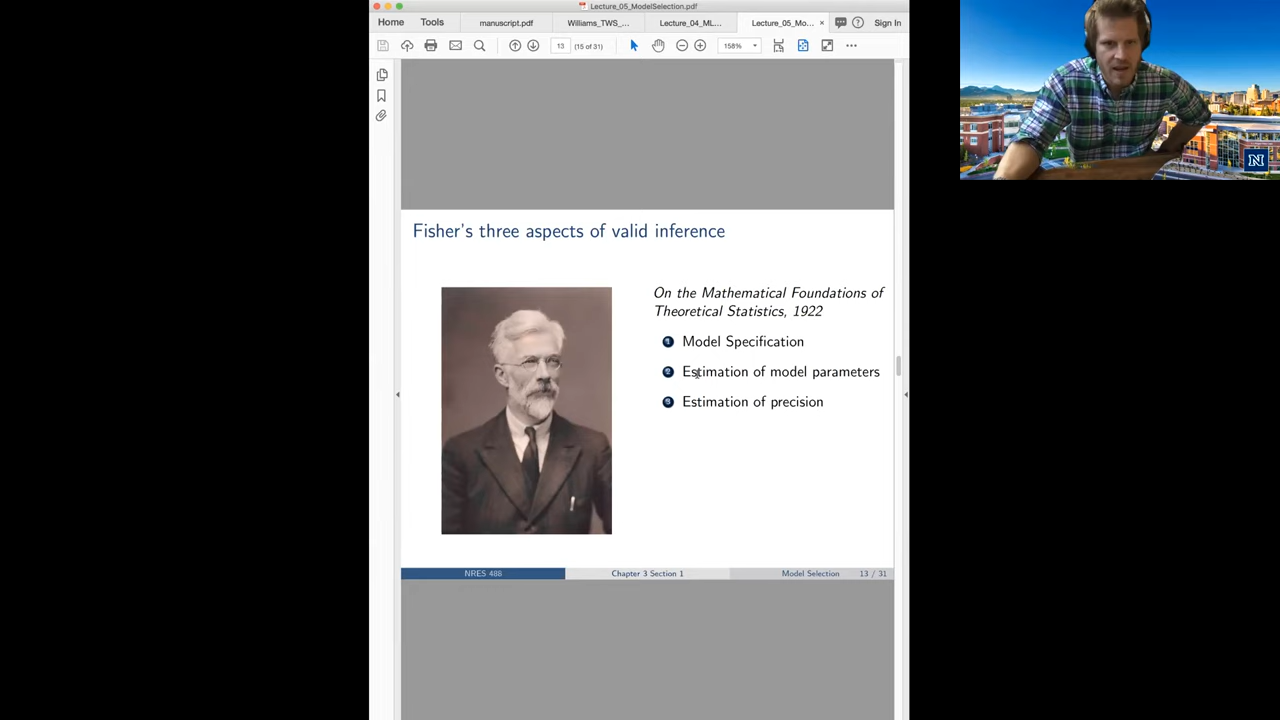 Lecture_05_ModelSelection.pdf
Home Tools manuscript.pdf Williams_TWS_... Lecture_04_ML... Lecture_05_Mo... × Sign In
13 (15 of 31) 158%
Fisher's three aspects of valid inference
On the Mathematical Foundations of
Theoretical Statistics, 1922
1 Model Specification
2 Estimation of model parameters
3 Estimation of precision
NRES 488 Chapter 3 Section 1 Model Selection 13 / 31
N